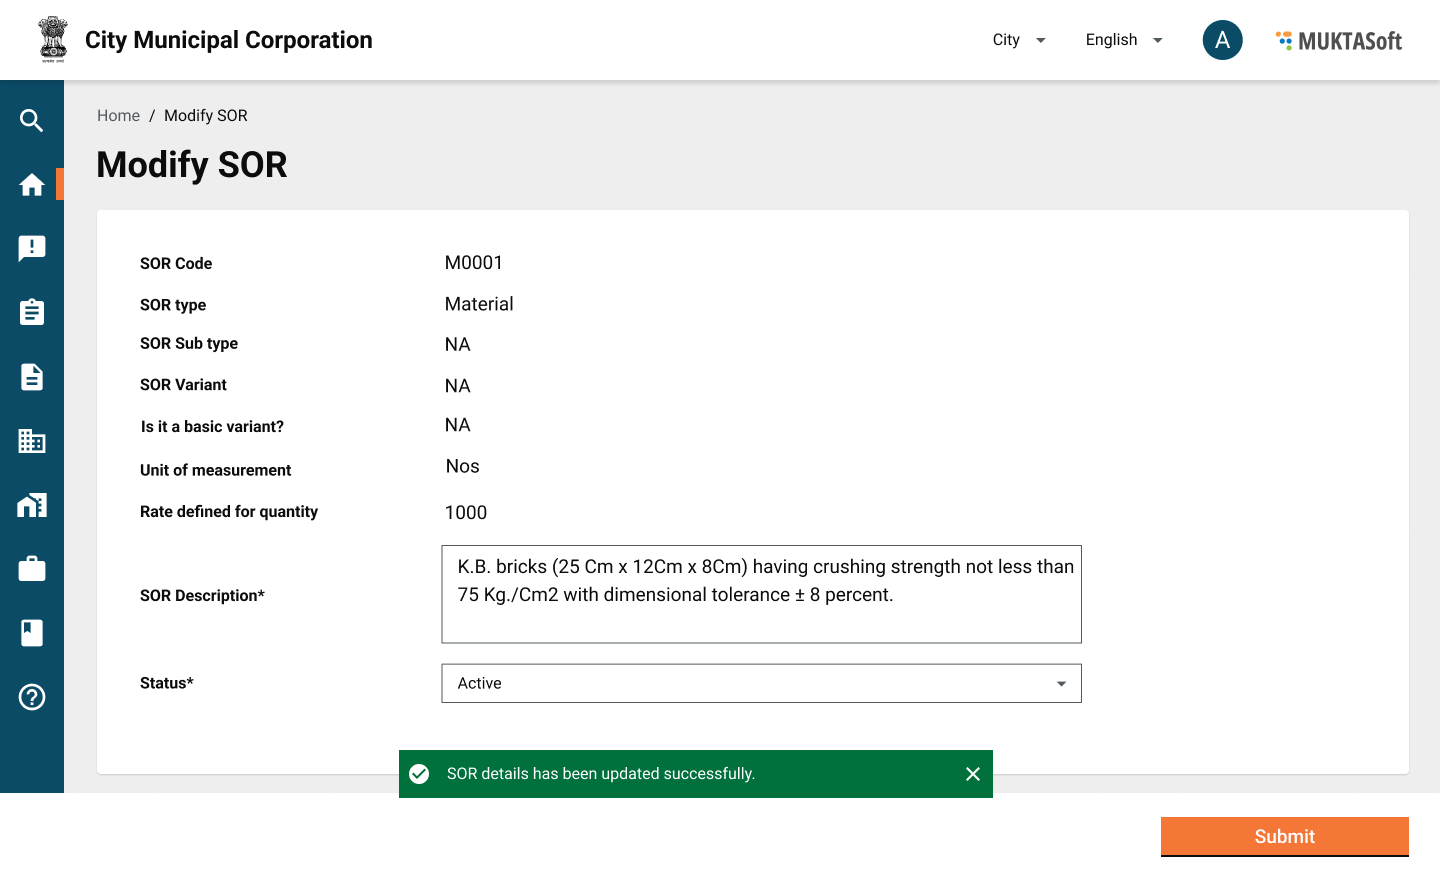 City Municipal Corporation
City
English
A
MUKTASoft
Home / Modify SOR
Modify SOR
SOR Code M0001
SOR type Material
SOR Sub type NA
SOR Variant NA
Is it a basic variant? NA
Unit of measurement Nos
Rate defined for quantity 1000
SOR Description*
K.B. bricks (25 Cm x 12Cm x 8Cm) having crushing strength not less than
75 Kg./Cm2 with dimensional tolerance ± 8 percent.
Status* Active
SOR details has been updated successfully.
Submit